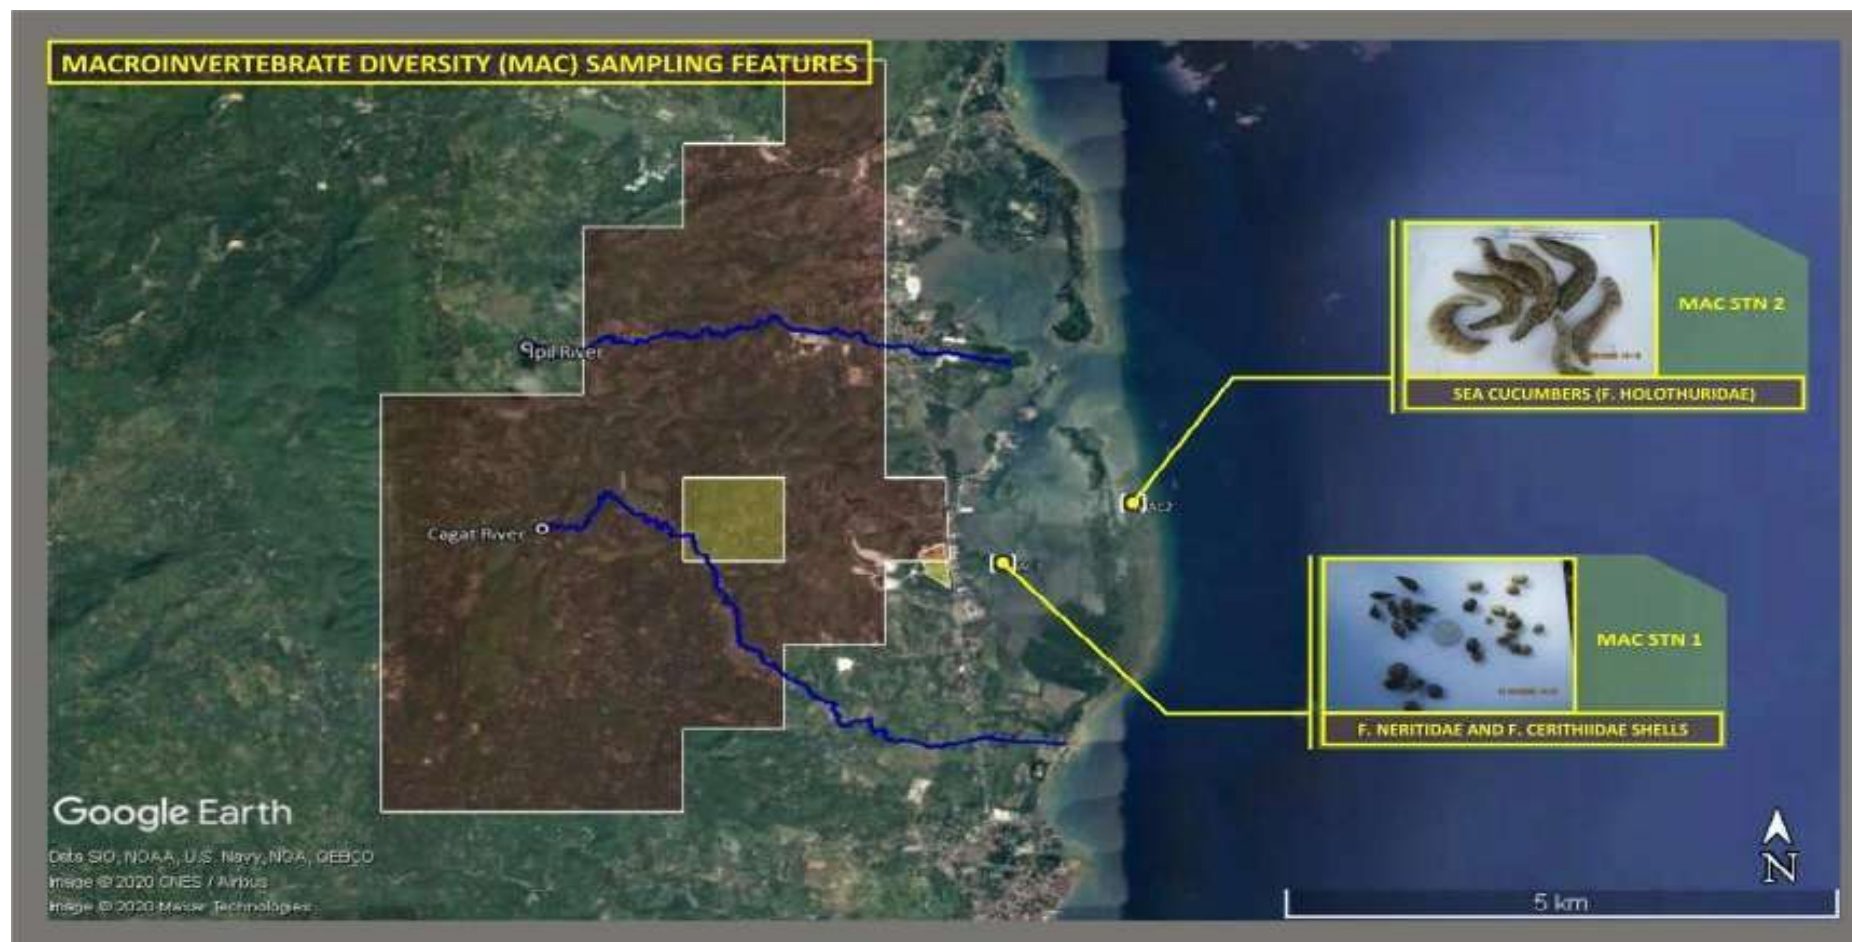 MACROINVERTEBRATE DIVERSITY (MAC) SAMPLING FEATURES
MAC STN 2
SEA CUCUMBERS (F. HOLOTHURIDAE)
Ipil River
Cagat River
MAC STN 1
F. NERITIDAE AND F. CERITHIIDAE SHELLS
Google Earth
Data SIO, NOAA, U.S. Navy, NGA, GEBCO
Image © 2020 CNES / Airbus
Image © 2020 Maxar Technologies
N
5 km